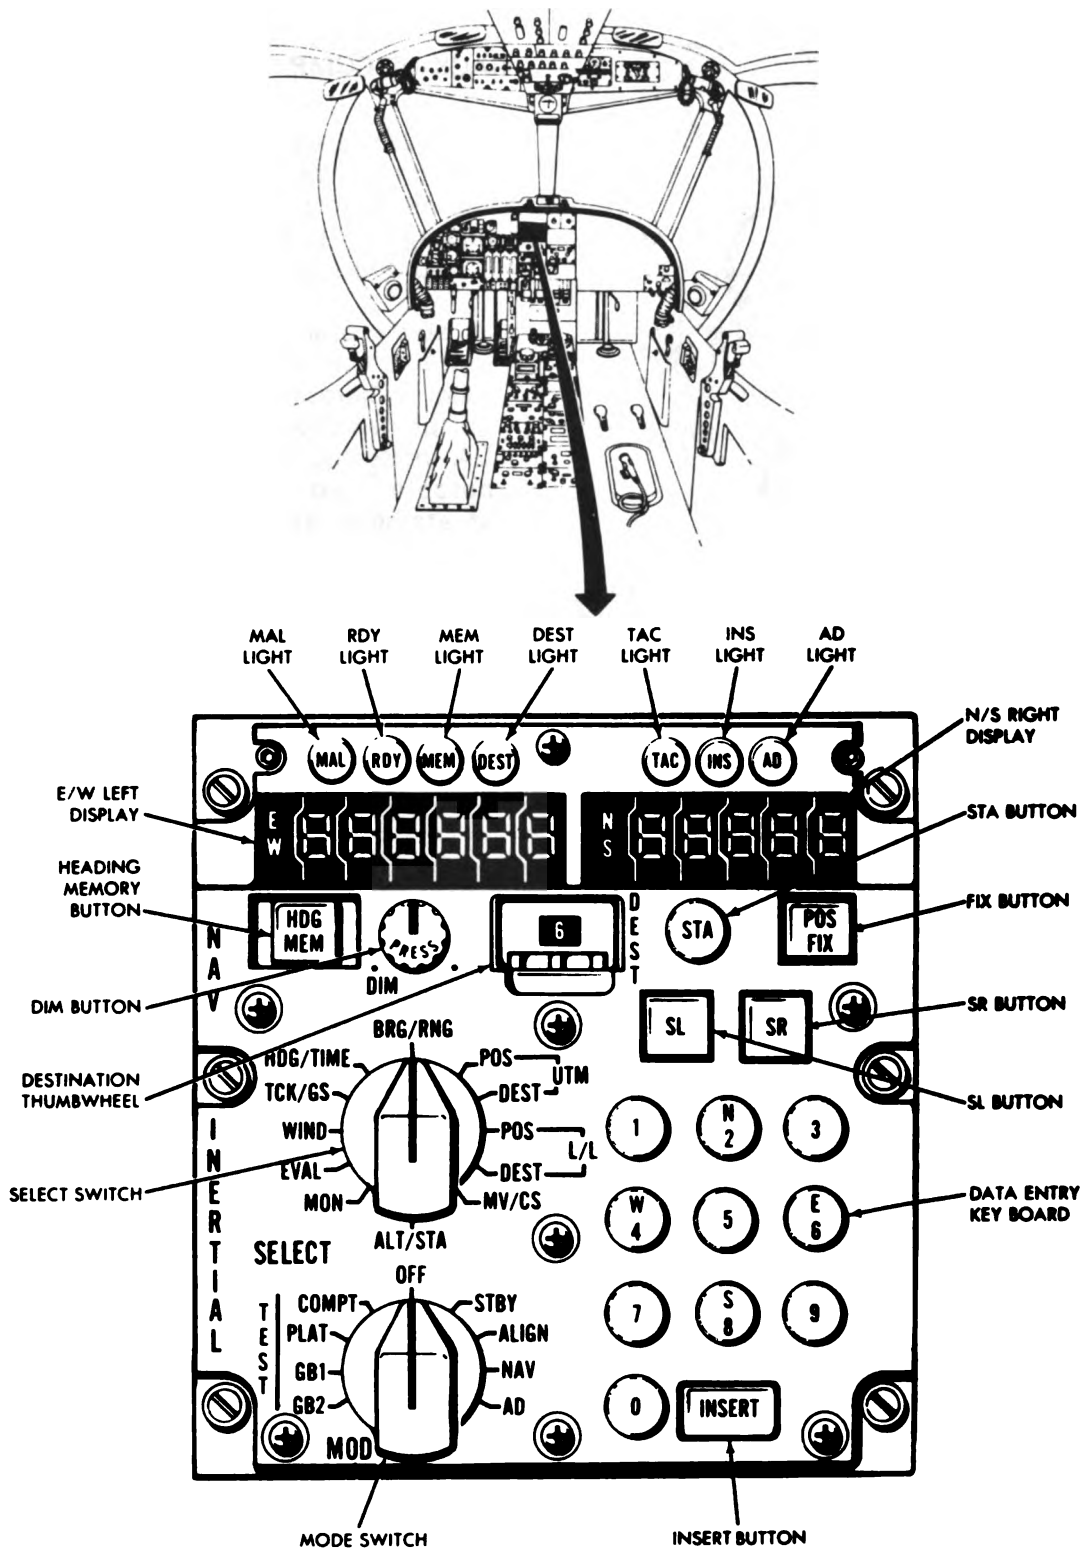 MAL
LIGHT
RDY
LIGHT
MEM
LIGHT
DEST
LIGHT
TAC
LIGHT
INS
LIGHT
AD
LIGHT
N/S RIGHT
DISPLAY
MAL
RDY
MEM
DEST
TAC
INS
AD
E/W LEFT
DISPLAY
STA BUTTON
E
W
N
S
HEADING
MEMORY
BUTTON
HDG
MEM
PRESS
DIM
6
DEST
STA
POS
FIX
FIX BUTTON
NAV
DIM BUTTON
SL
SR
SR BUTTON
BRG/RNG
HDG/TIME
POS
UTM
TCK/GS
DEST
DESTINATION
THUMBWHEEL
SL BUTTON
WIND
POS
L/L
EVAL
DEST
SELECT SWITCH
MON
MV/CS
ALT/STA
SELECT
INERTIAL
1
N
2
3
W
4
5
E
6
DATA ENTRY
KEY BOARD
7
S
8
9
0
INSERT
OFF
COMPT
STBY
PLAT
ALIGN
TEST
GB1
NAV
GB2
AD
MOD
MODE SWITCH
INSERT BUTTON